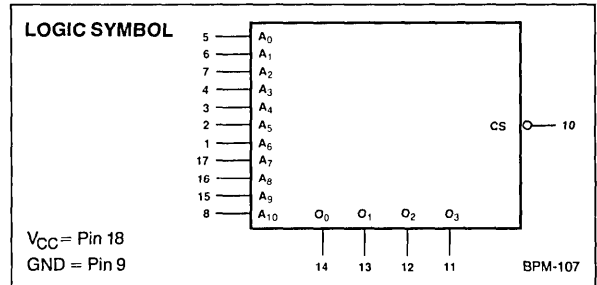 LOGIC SYMBOL
5 A0
6 A1
7 A2
4 A3
3 A4
2 A5
1 A6
17 A7
16 A8
15 A9
8 A10
CS 10
O0 O1 O2 O3
14 13 12 11
VCC = Pin 18
GND = Pin 9
BPM-107